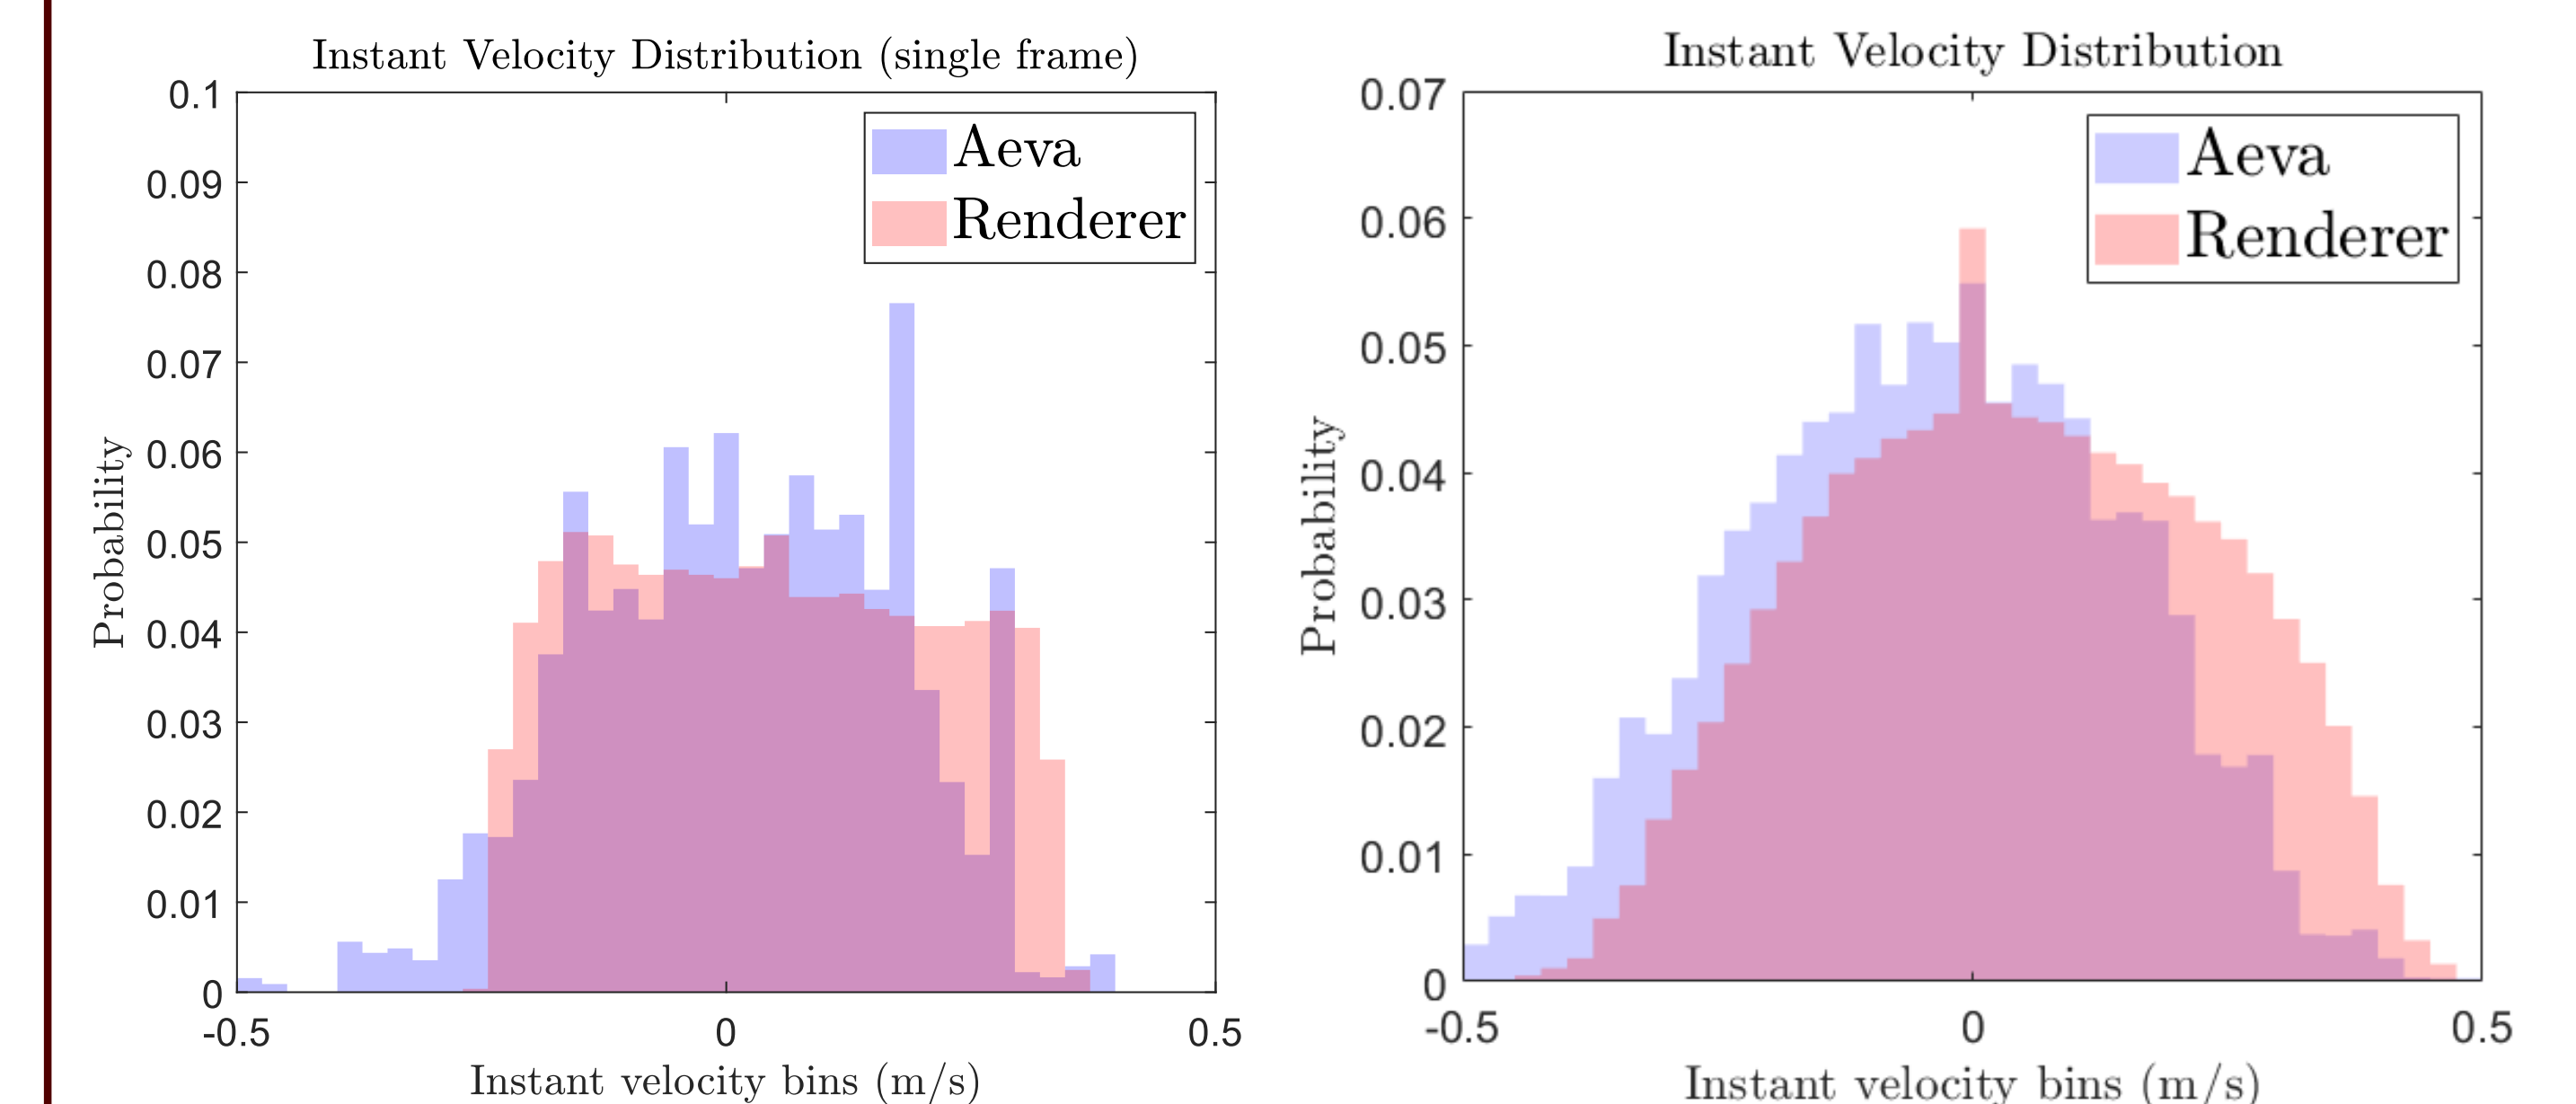 Instant Velocity Distribution (single frame)
0.1
0.09
0.08
0.07
0.06
0.05
0.04
0.03
0.02
0.01
0
Probability
Aeva
Renderer
-0.5
0
0.5
Instant velocity bins (m/s)
Instant Velocity Distribution
0.07
0.06
0.05
0.04
0.03
0.02
0.01
0
Probability
Aeva
Renderer
-0.5
0
0.5
Instant velocity bins (m/s)